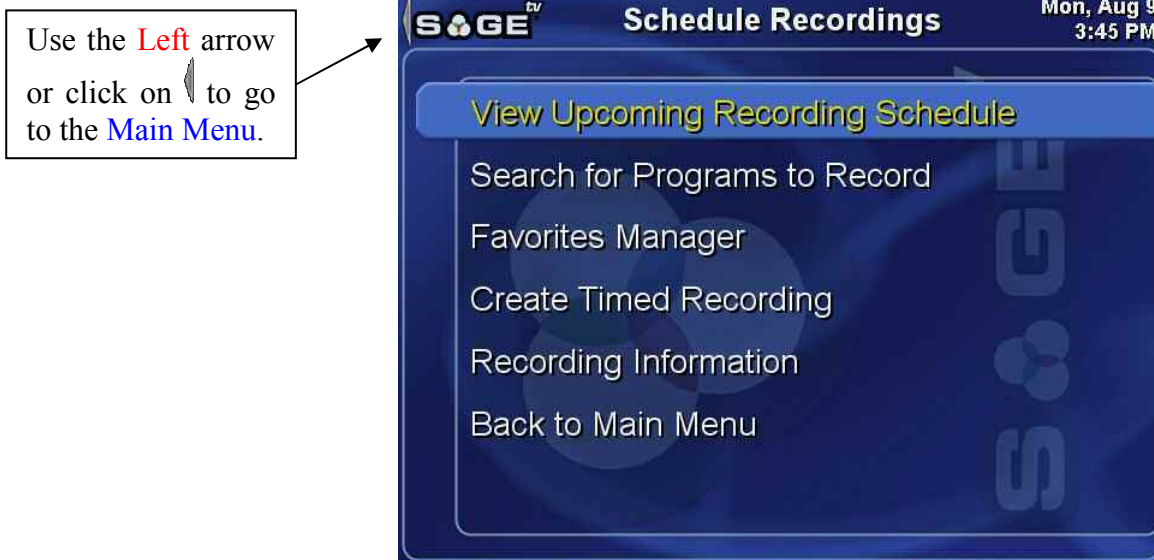 Use the Left arrow
or click on to go
to the Main Menu.
SAGE tv
Schedule Recordings
Mon, Aug 9
3:45 PM
View Upcoming Recording Schedule
Search for Programs to Record
Favorites Manager
Create Timed Recording
Recording Information
Back to Main Menu
SAGE